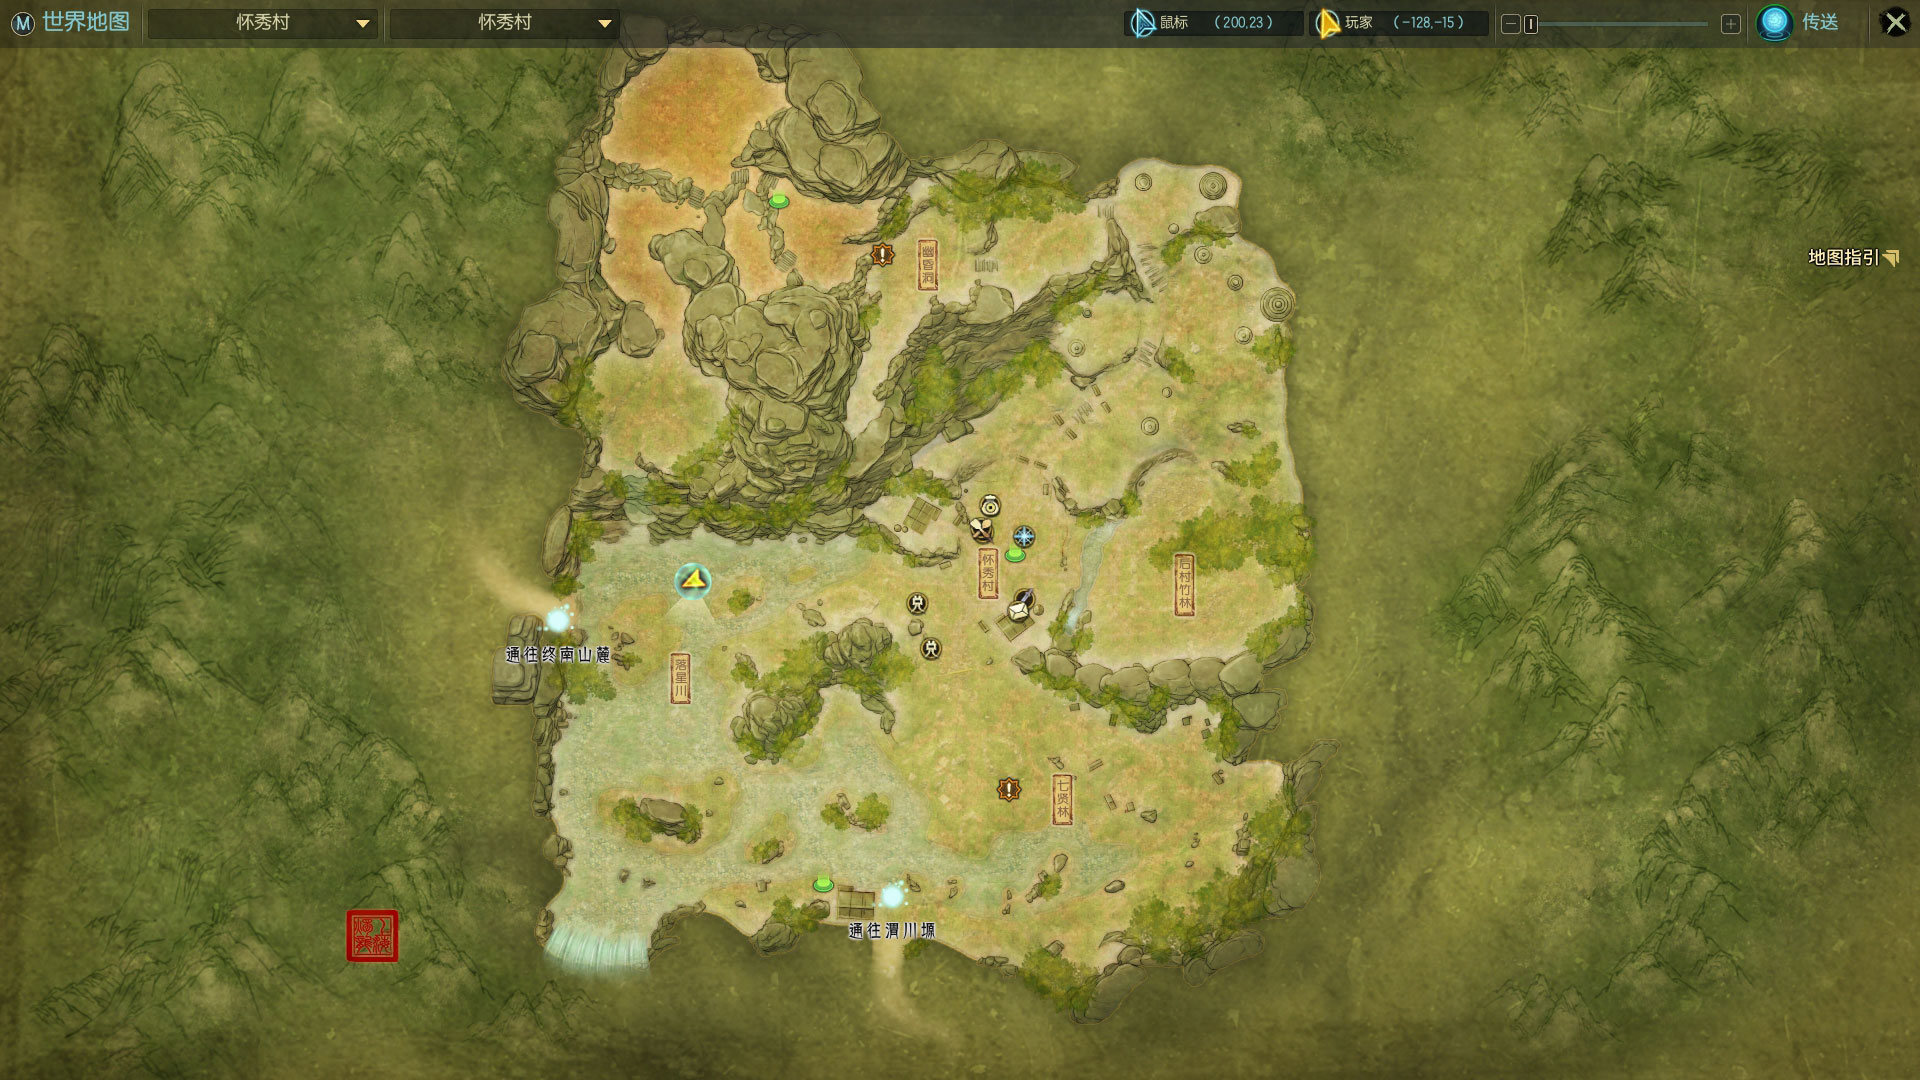 M 世界地图
怀秀村
怀秀村
鼠标 （200,23）
玩家 （-128,-15）
传送
地图指引
幽昏洞
怀秀村
后村竹林
通往终南山麓
落星川
七贤林
通往渭川塬